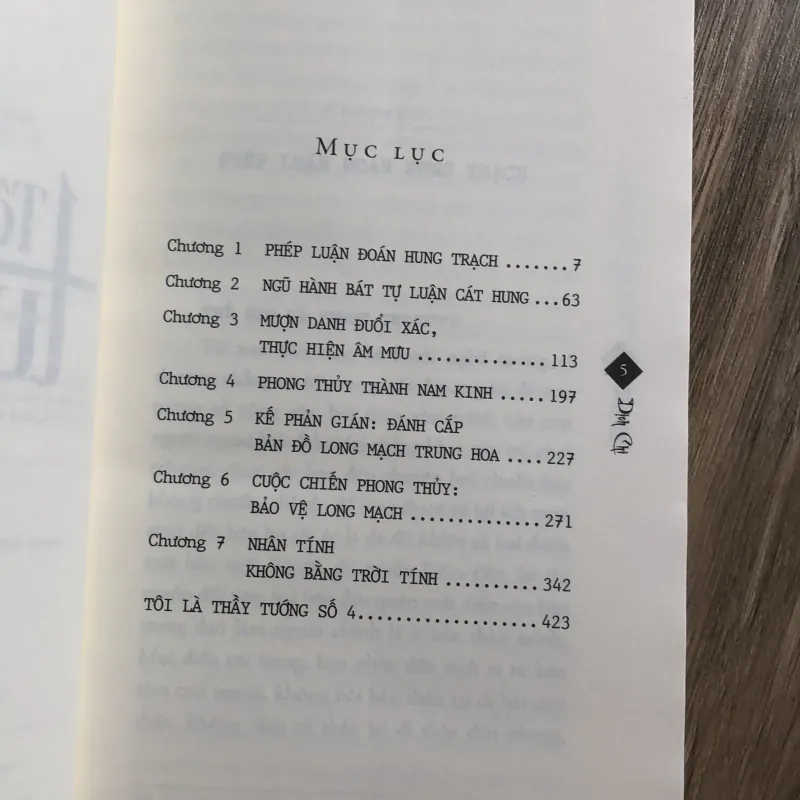 MỤC LỤC
Chương 1 PHÉP LUẬN ĐOÁN HUNG TRẠCH.......7
Chương 2 NGŨ HÀNH BÁT TỰ LUẬN CÁT HUNG...63
Chương 3 MƯỢN DANH ĐUỔI XÁC,
THỰC HIỆN ÂM MƯU ..............113
Chương 4 PHONG THỦY THÀNH NAM KINH .....197
Chương 5 KẾ PHẢN GIÁN: ĐÁNH CẮP
BẢN ĐỒ LONG MẠCH TRUNG HOA ....227
Chương 6 CUỘC CHIẾN PHONG THỦY:
BẢO VỆ LONG MẠCH ..............271
Chương 7 NHÂN TÍNH
KHÔNG BẰNG TRỜI TÍNH ..........342
TÔI LÀ THẦY TƯỚNG SỐ 4...................423
5
Dịch Chi